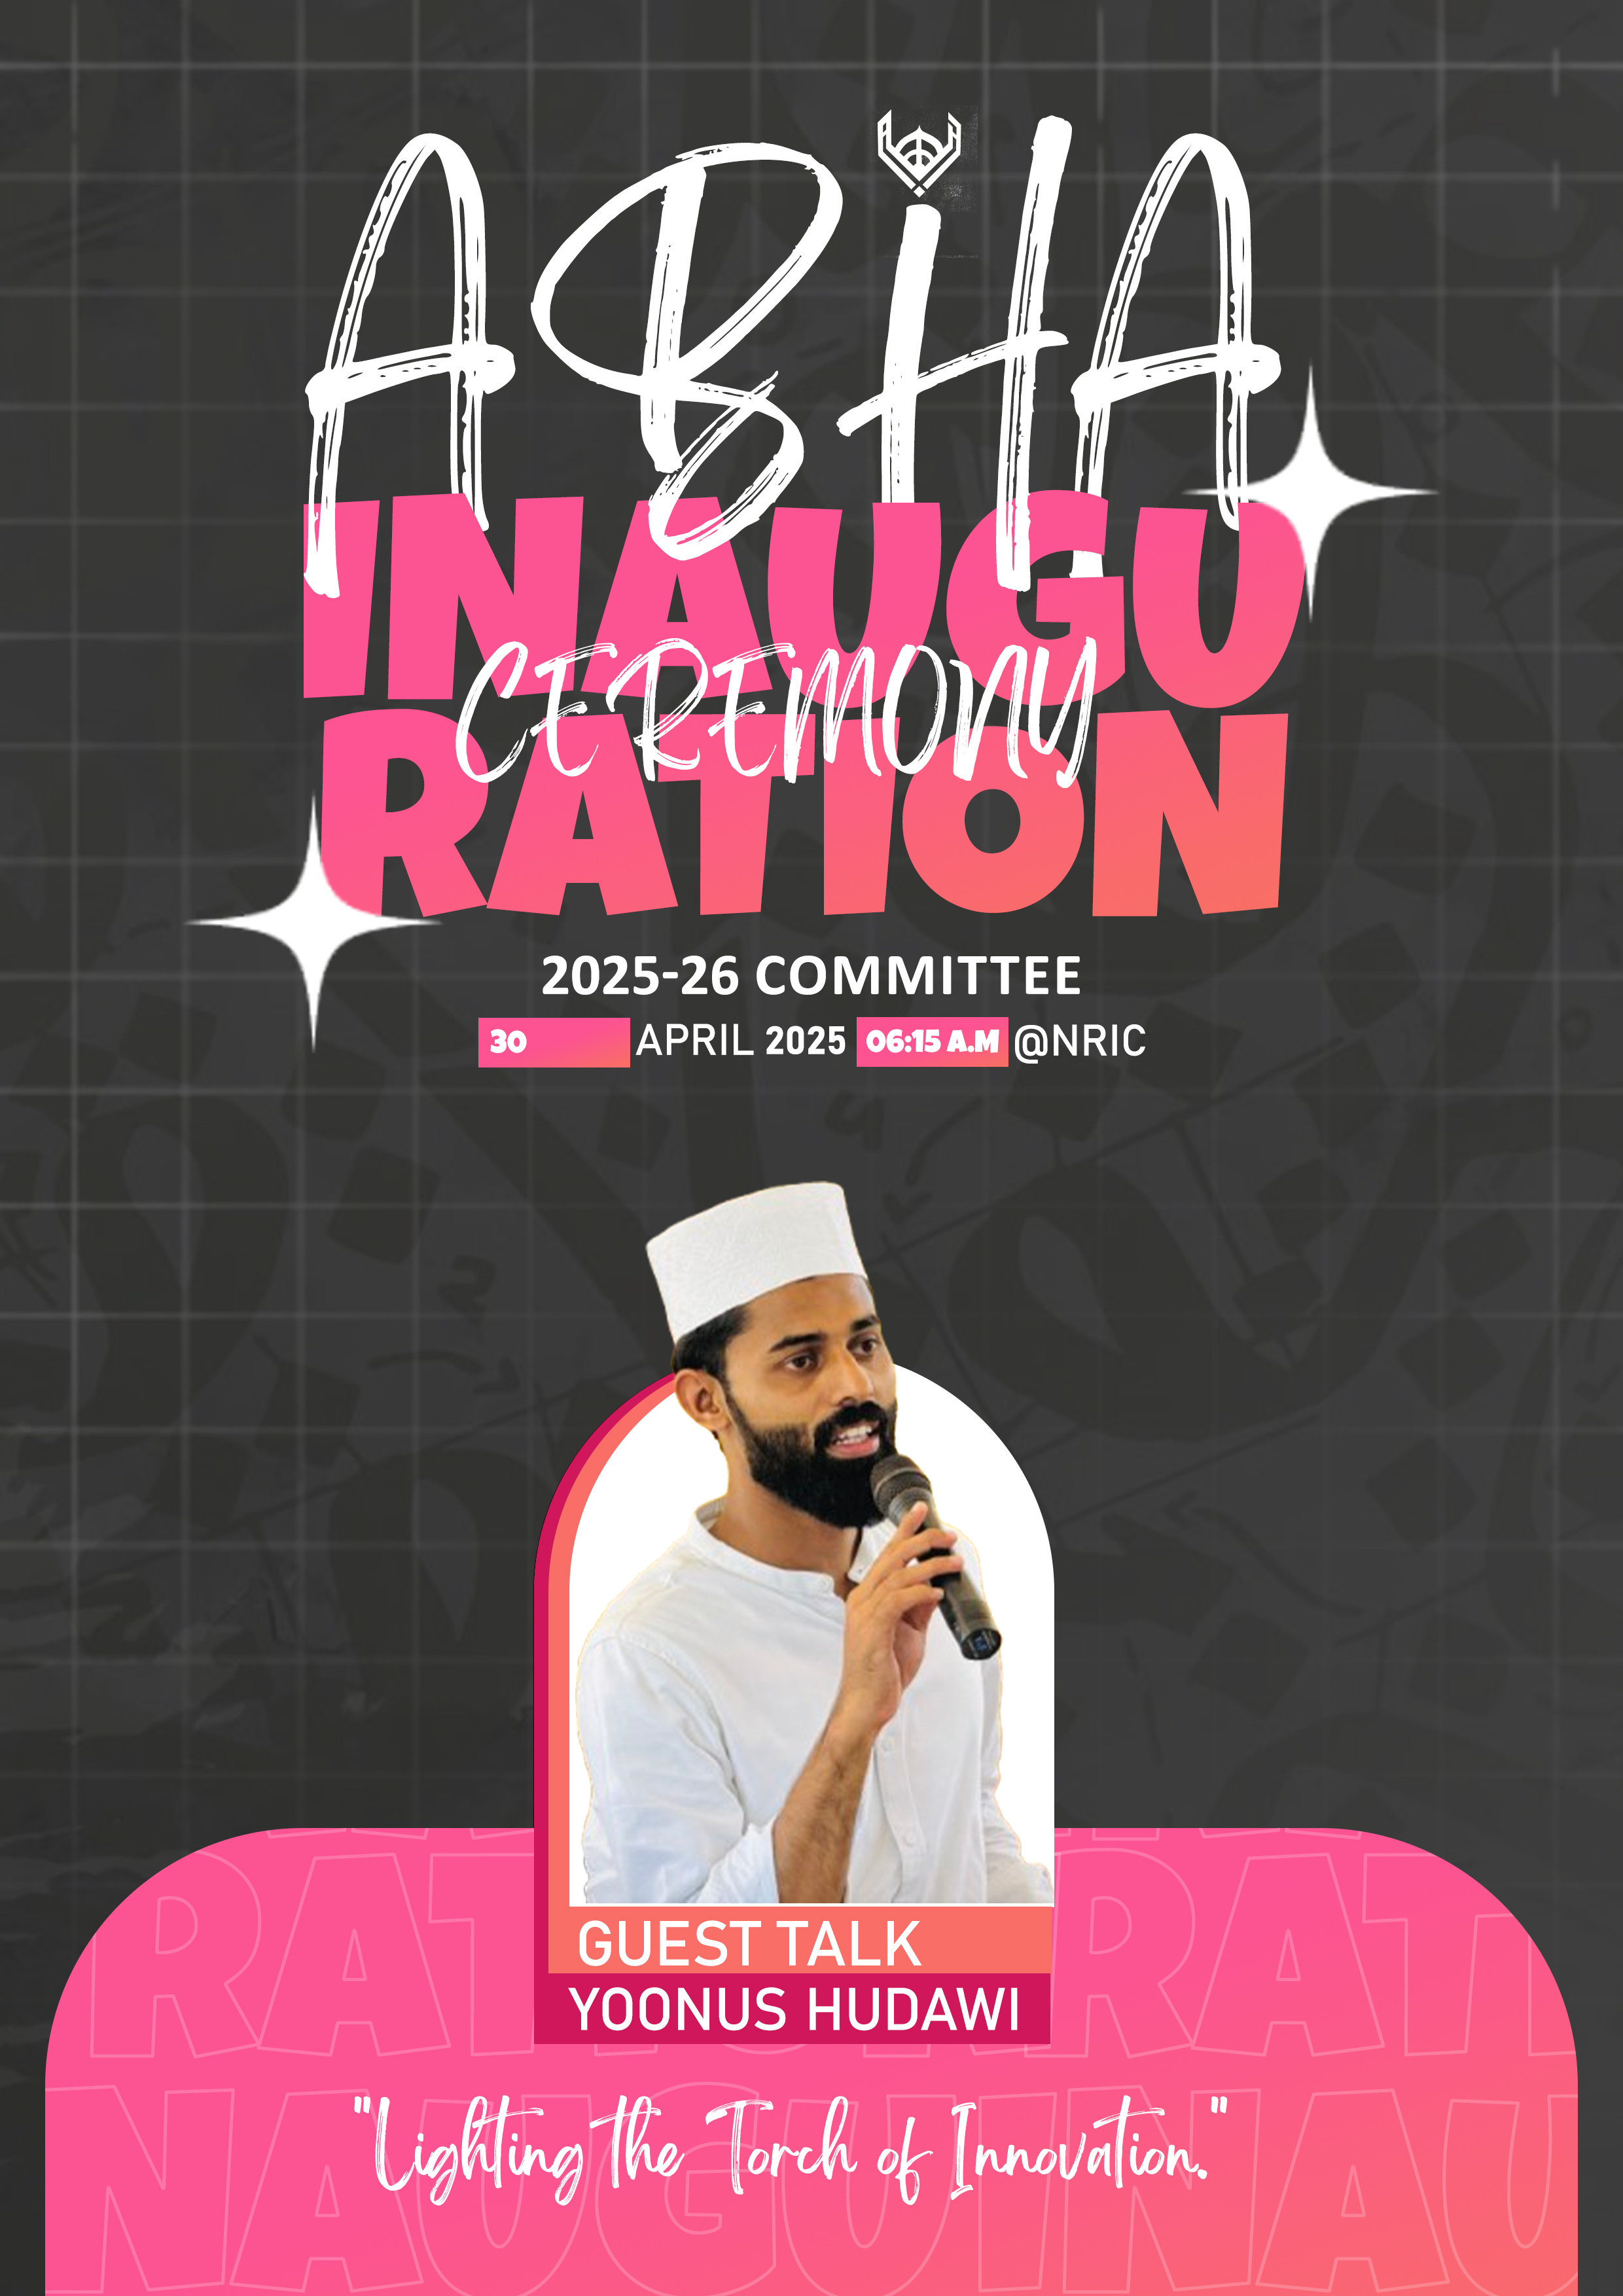 ABHA
INAUGU
CEREMONY
RATION
2025-26 COMMITTEE
30 APRIL 2025 06:15 A.M @NRIC
GUEST TALK
YOONUS HUDAWI
"Lighting the Torch of Innovation."